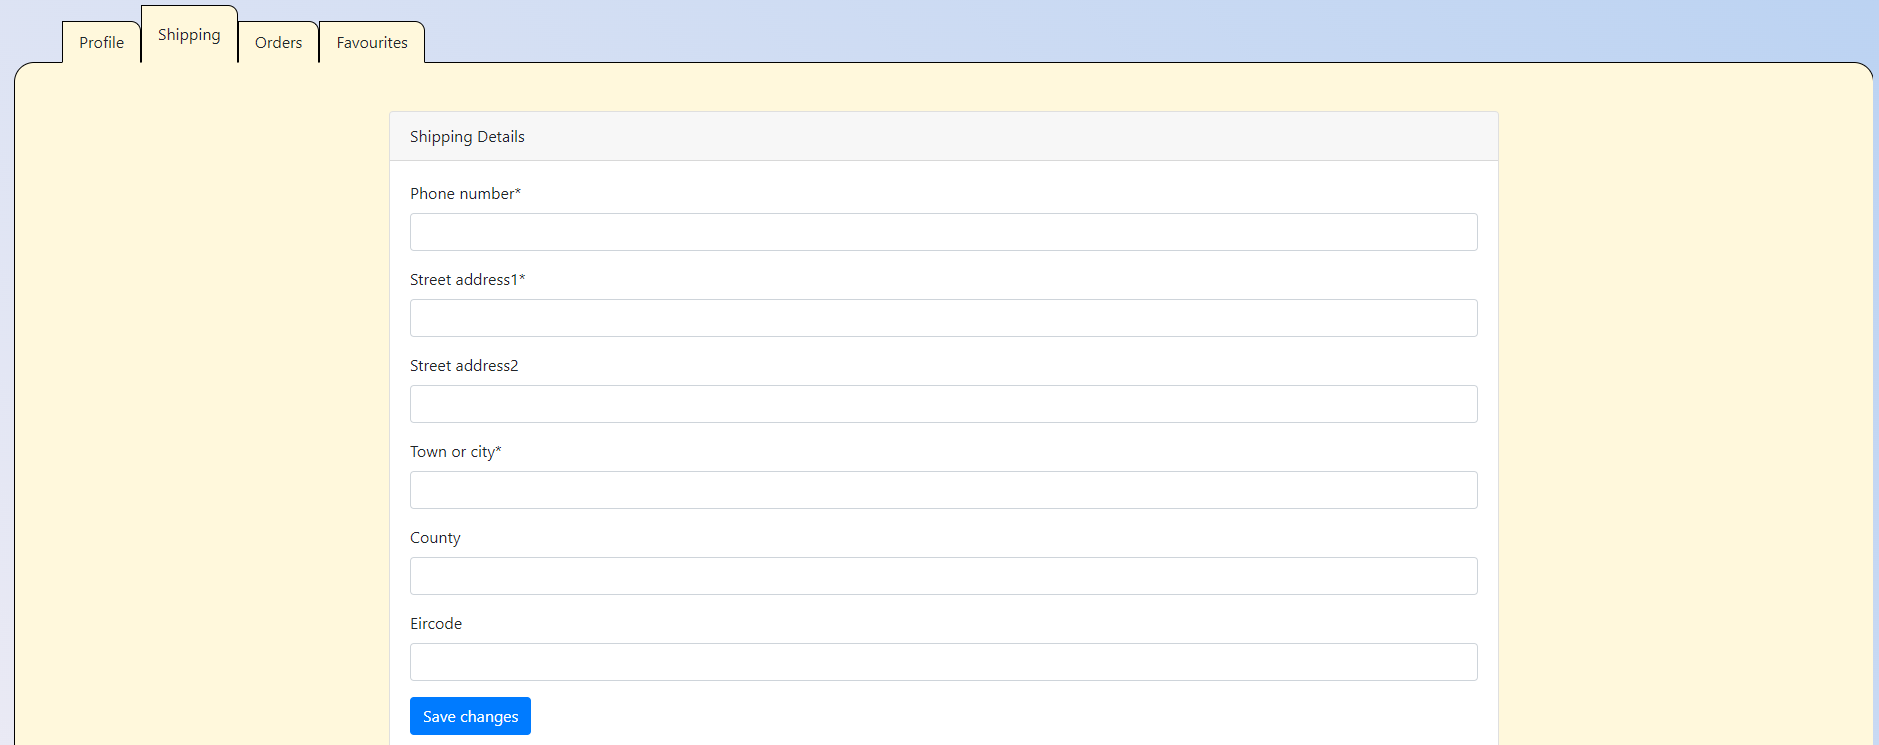 Profile
Shipping
Orders
Favourites
Shipping Details
Phone number*
Street address1*
Street address2
Town or city*
County
Eircode
Save changes